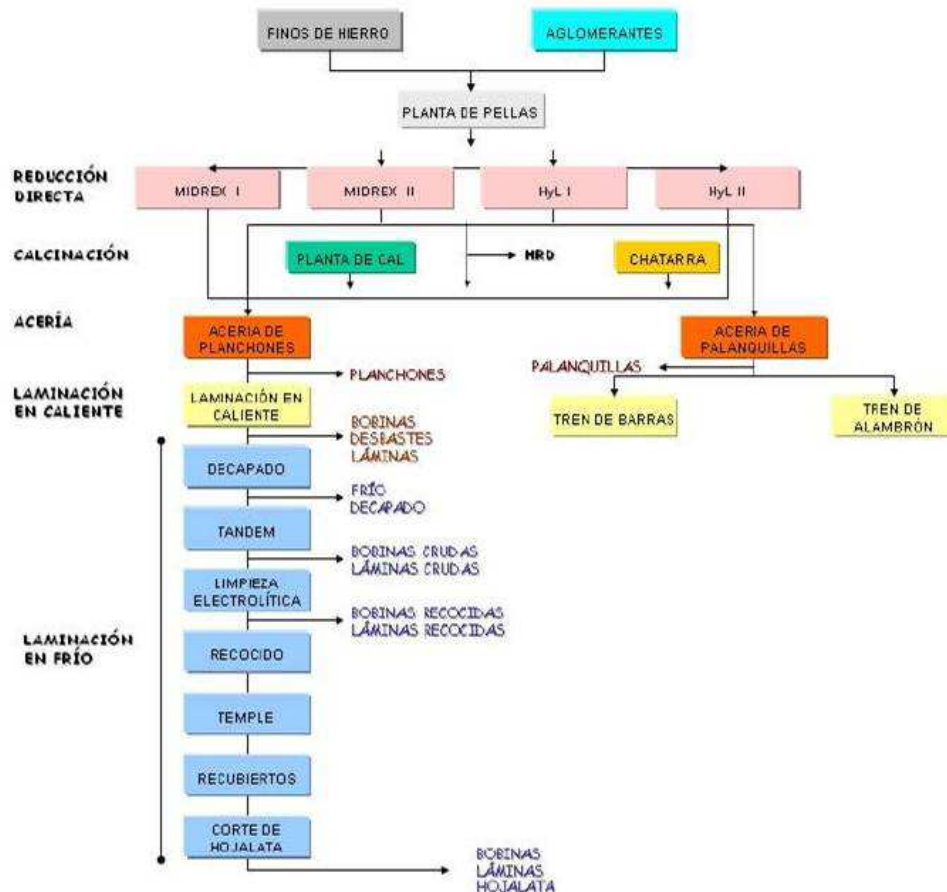 FINOS DE HIERRO
AGLOMERANTES
PLANTA DE PELLAS
REDUCCIÓN
DIRECTA
MIDREX I
MIDREX II
HyL I
HyL II
CALCINACIÓN
PLANTA DE CAL
HRD
CHATARRA
ACERÍA
ACERIA DE
PLANCHONES
ACERIA DE
PALANQUILLAS
PLANCHONES
PALANQUILLAS
LAMINACIÓN
EN CALIENTE
LAMINACIÓN EN
CALIENTE
TREN DE BARRAS
TREN DE
ALAMBRÓN
BOBINAS
DESBASTES
LÁMINAS
DECAPADO
FRÍO
DECAPADO
TANDEM
BOBINAS CRUDAS
LÁMINAS CRUDAS
LIMPIEZA
ELECTROLÍTICA
BOBINAS RECOCIDAS
LÁMINAS RECOCIDAS
LAMINACIÓN
EN FRÍO
RECOCIDO
TEMPLE
RECUBIERTOS
CORTE DE
HOJALATA
BOBINAS
LÁMINAS
HOJALATA